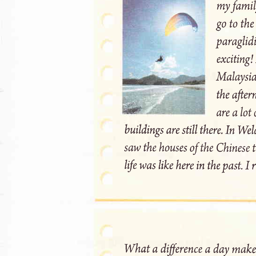 my family
go to the
paraglidi
exciting!
Malaysia
the aftern
are a lot
buildings are still there. In Weld
saw the houses of the Chinese t
life was like here in the past. I r
What a difference a day make